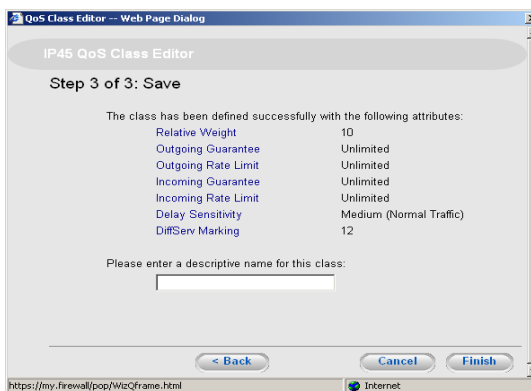 QoS Class Editor -- Web Page Dialog
IP45 QoS Class Editor
Step 3 of 3: Save
The class has been defined successfully with the following attributes:
Relative Weight 10
Outgoing Guarantee Unlimited
Outgoing Rate Limit Unlimited
Incoming Guarantee Unlimited
Incoming Rate Limit Unlimited
Delay Sensitivity Medium (Normal Traffic)
DiffServ Marking 12
Please enter a descriptive name for this class:
< Back Cancel Finish
https://my.firewall/pop/WizQframe.html Internet